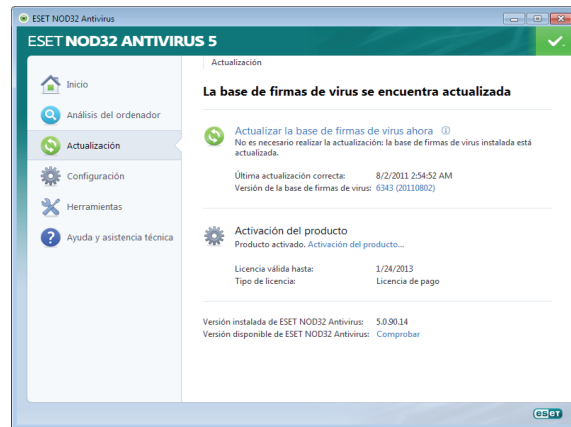 ESET NOD32 Antivirus
ESET NOD32 ANTIVIRUS 5
Inicio
Análisis del ordenador
Actualización
Configuración
Herramientas
Ayuda y asistencia técnica
Actualización
La base de firmas de virus se encuentra actualizada
Actualizar la base de firmas de virus ahora
No es necesario realizar la actualización: la base de firmas de virus instalada está
actualizada.
Última actualización correcta: 8/2/2011 2:54:52 AM
Versión de la base de firmas de virus: 6343 (20110802)
Activación del producto
Producto activado. Activación del producto...
Licencia válida hasta: 1/24/2013
Tipo de licencia: Licencia de pago
Versión instalada de ESET NOD32 Antivirus: 5.0.90.14
Versión disponible de ESET NOD32 Antivirus: Comprobar
eset